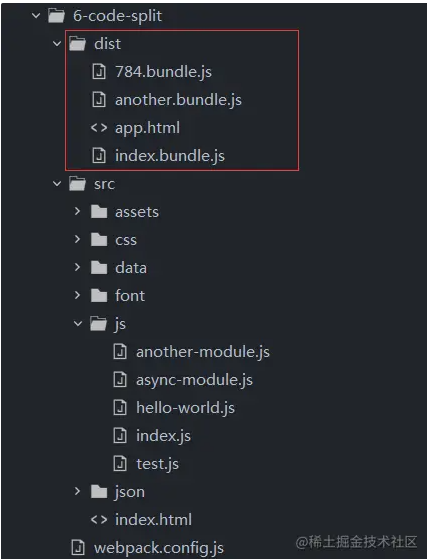 6-code-split
dist
784.bundle.js
another.bundle.js
app.html
index.bundle.js
src
assets
css
data
font
js
another-module.js
async-module.js
hello-world.js
index.js
test.js
json
index.html
webpack.config.js
@稀土掘金技术社区